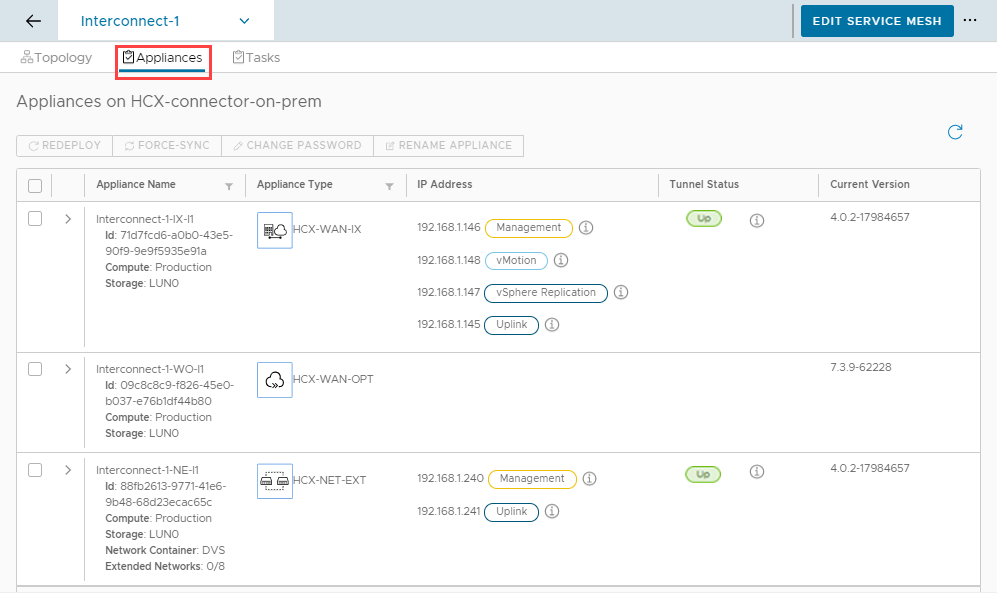 Interconnect-1
EDIT SERVICE MESH
Topology
Appliances
Tasks
Appliances on HCX-connector-on-prem
REDEPLOY
FORCE-SYNC
CHANGE PASSWORD
RENAME APPLIANCE
Appliance Name
Appliance Type
IP Address
Tunnel Status
Current Version
Interconnect-1-IX-I1
Id: 71d7fcd6-a0b0-43e5-
90f9-9e9f5935e91a
Compute: Production
Storage: LUN0
HCX-WAN-IX
192.168.1.146 Management
192.168.1.148 vMotion
192.168.1.147 vSphere Replication
192.168.1.145 Uplink
Up
4.0.2-17984657
Interconnect-1-WO-I1
Id: 09c8c8c9-f826-45e0-
b037-e76b1df44b80
Compute: Production
Storage: LUN0
HCX-WAN-OPT
7.3.9-62228
Interconnect-1-NE-I1
Id: 88fb2613-9771-41e6-
9b48-68d23ecac65c
Compute: Production
Storage: LUN0
Network Container: DVS
Extended Networks: 0/8
HCX-NET-EXT
192.168.1.240 Management
192.168.1.241 Uplink
Up
4.0.2-17984657